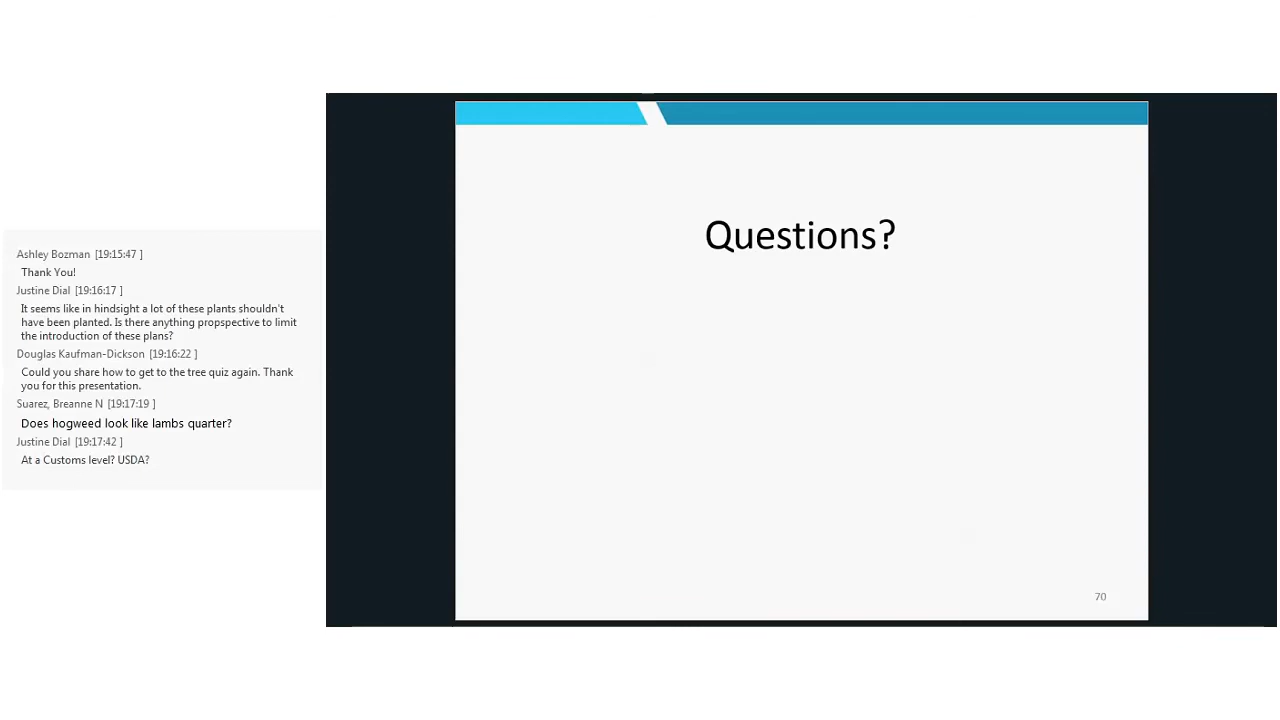 Ashley Bozman [19:15:47 ]
Thank You!
Justine Dial [19:16:17 ]
It seems like in hindsight a lot of these plants shouldn't
have been planted. Is there anything propspective to limit
the introduction of these plans?
Douglas Kaufman-Dickson [19:16:22 ]
Could you share how to get to the tree quiz again. Thank
you for this presentation.
Suarez, Breanne N [19:17:19 ]
Does hogweed look like lambs quarter?
Justine Dial [19:17:42 ]
At a Customs level? USDA?
Questions?
70